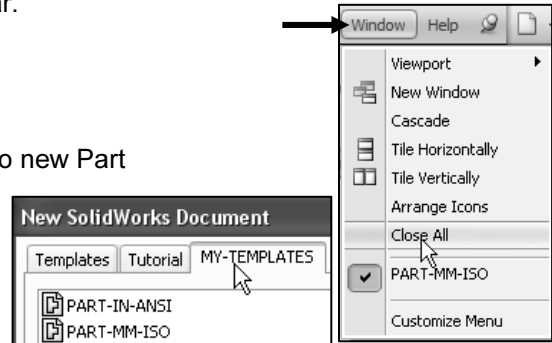 ar.
Window Help
Viewport
New Window
Cascade
Tile Horizontally
Tile Vertically
Arrange Icons
Close All
PART-MM-ISO
Customize Menu
o new Part
New SolidWorks Document
Templates Tutorial MY-TEMPLATES
PART-IN-ANSI
PART-MM-ISO